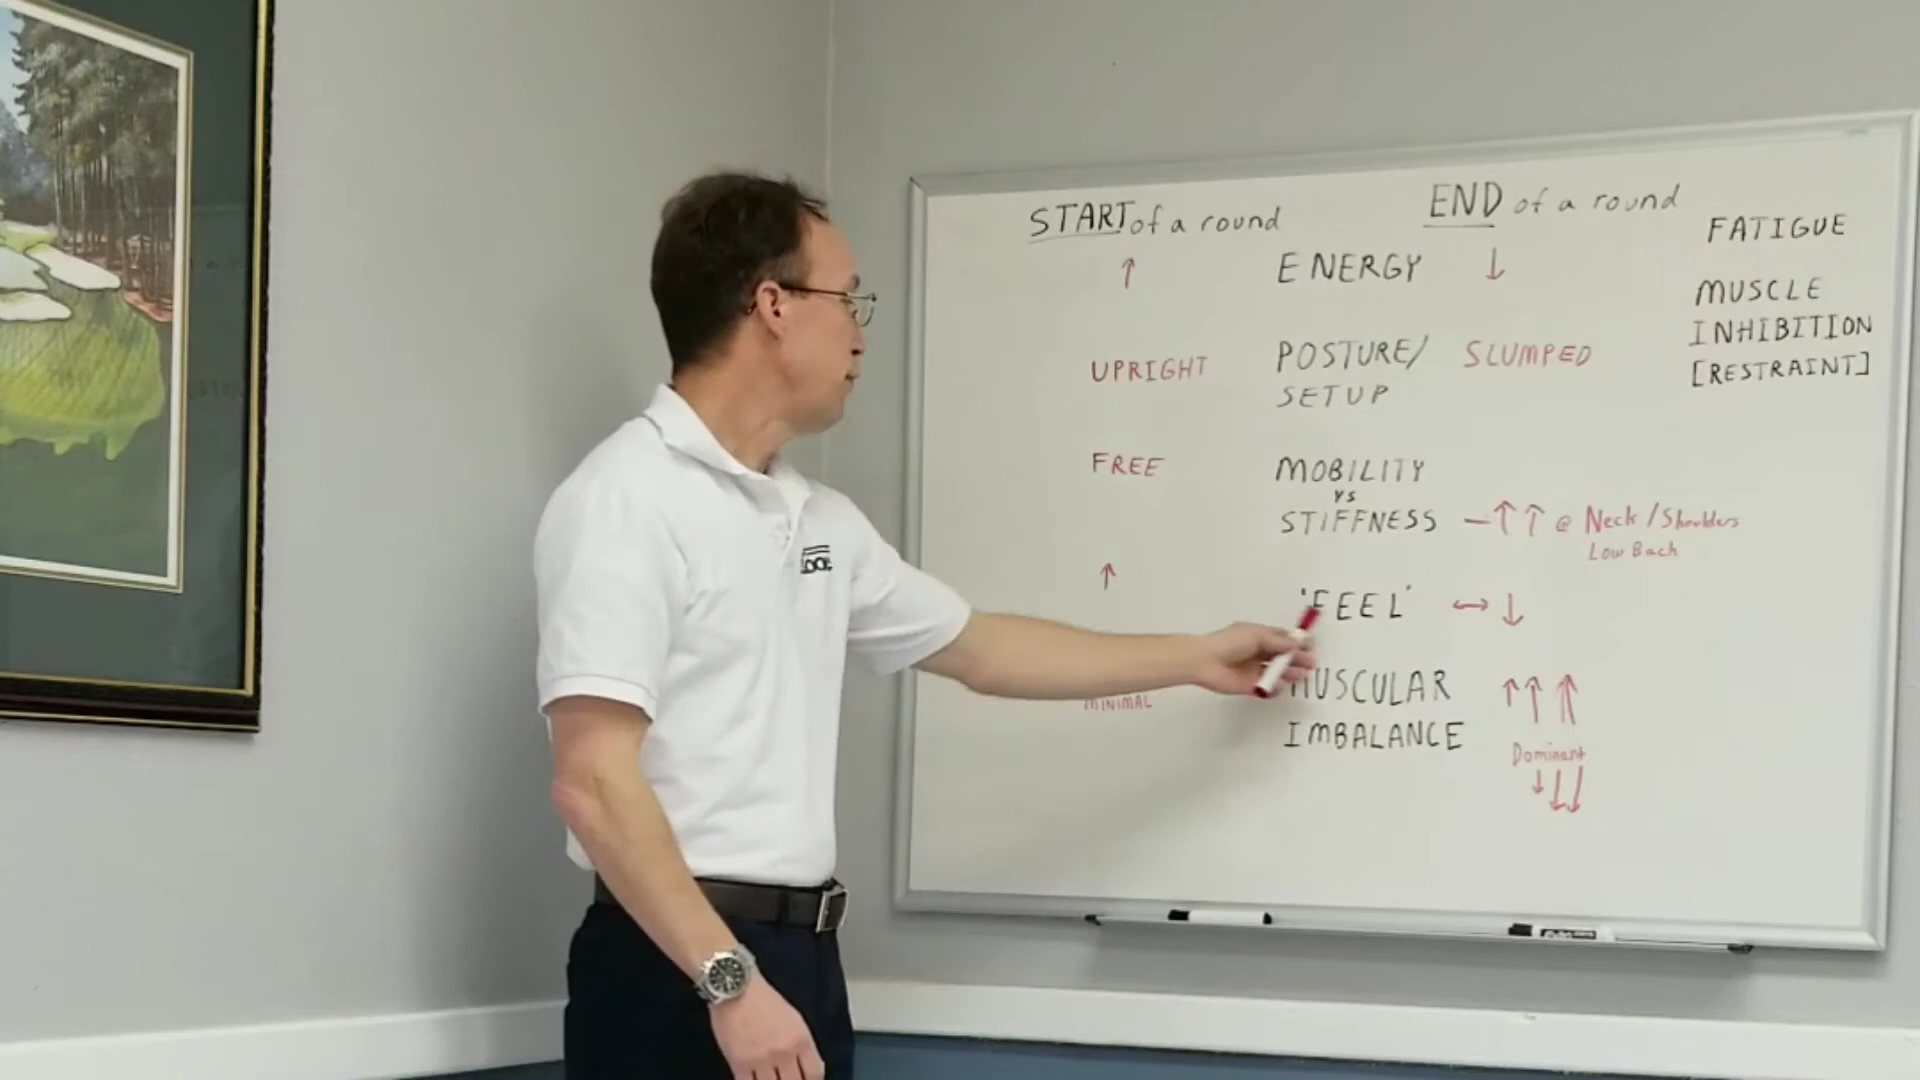 START of a round
END of a round
FATIGUE
↑ ENERGY ↓
MUSCLE
INHIBITION
[RESTRAINT]
UPRIGHT POSTURE/ SLUMPED
SETUP
FREE MOBILITY
vs
STIFFNESS — ↑ ↑ @ Neck/Shoulders
Low Back
↑ 'FEEL' ↔ ↓
MINIMAL MUSCULAR ↑ ↑ ↑
IMBALANCE
Dominant
↓ ↓ ↓